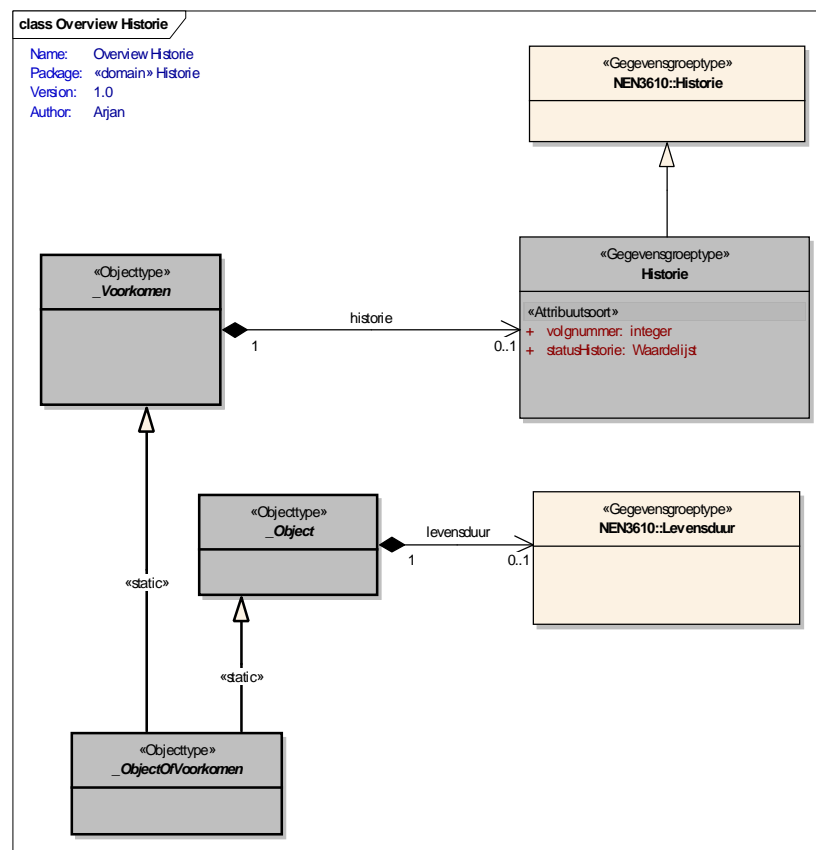 class Overview Historie
Name: Overview Historie
Package: «domain» Historie
Version: 1.0
Author: Arjan
«Gegevensgroeptype»
NEN3610::Historie
«Objecttype»
_Voorkomen
«Gegevensgroeptype»
Historie
«Attribuutsoort»
+ volgnummer: integer
+ statusHistorie: Waardelijst
historie
1
0..1
«Objecttype»
_Object
«Gegevensgroeptype»
NEN3610::Levensduur
levensduur
1
0..1
«static»
«static»
«Objecttype»
_ObjectOfVoorkomen